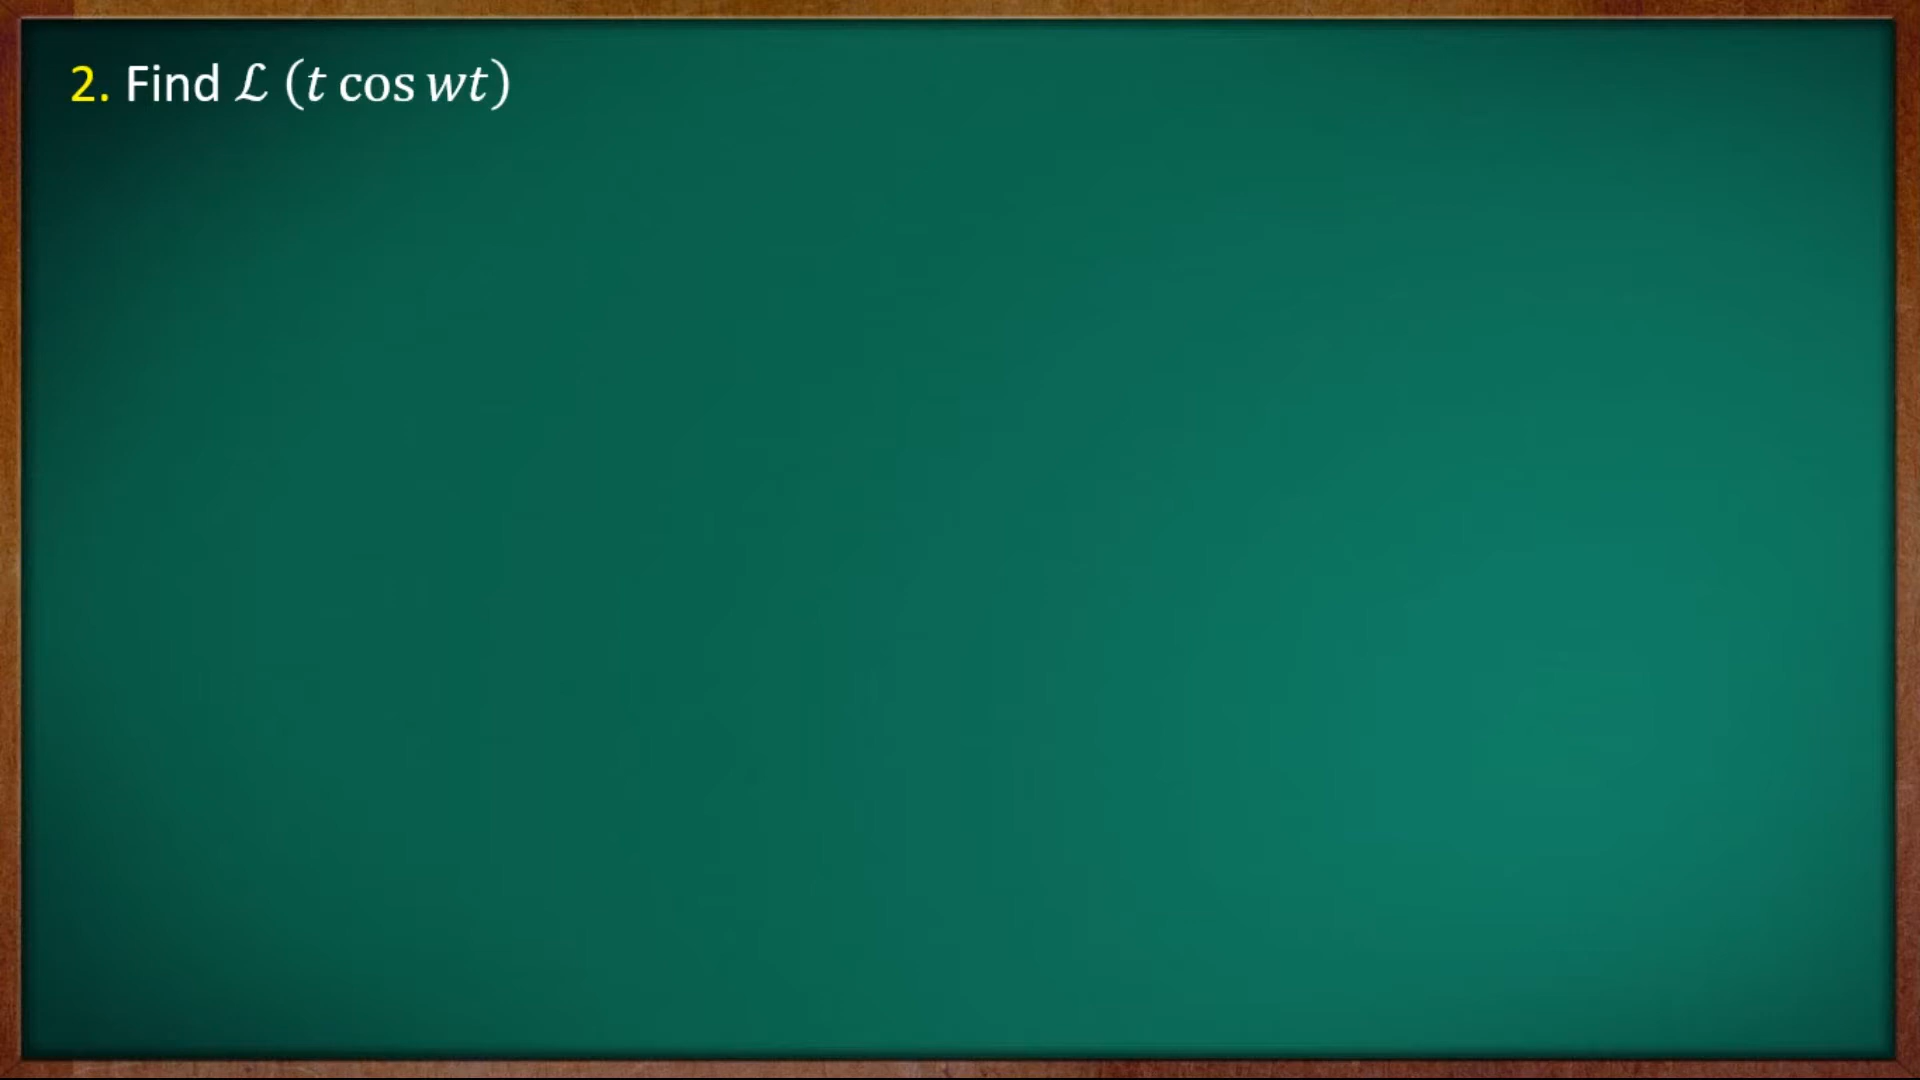 2. Find ℒ (t cos wt)